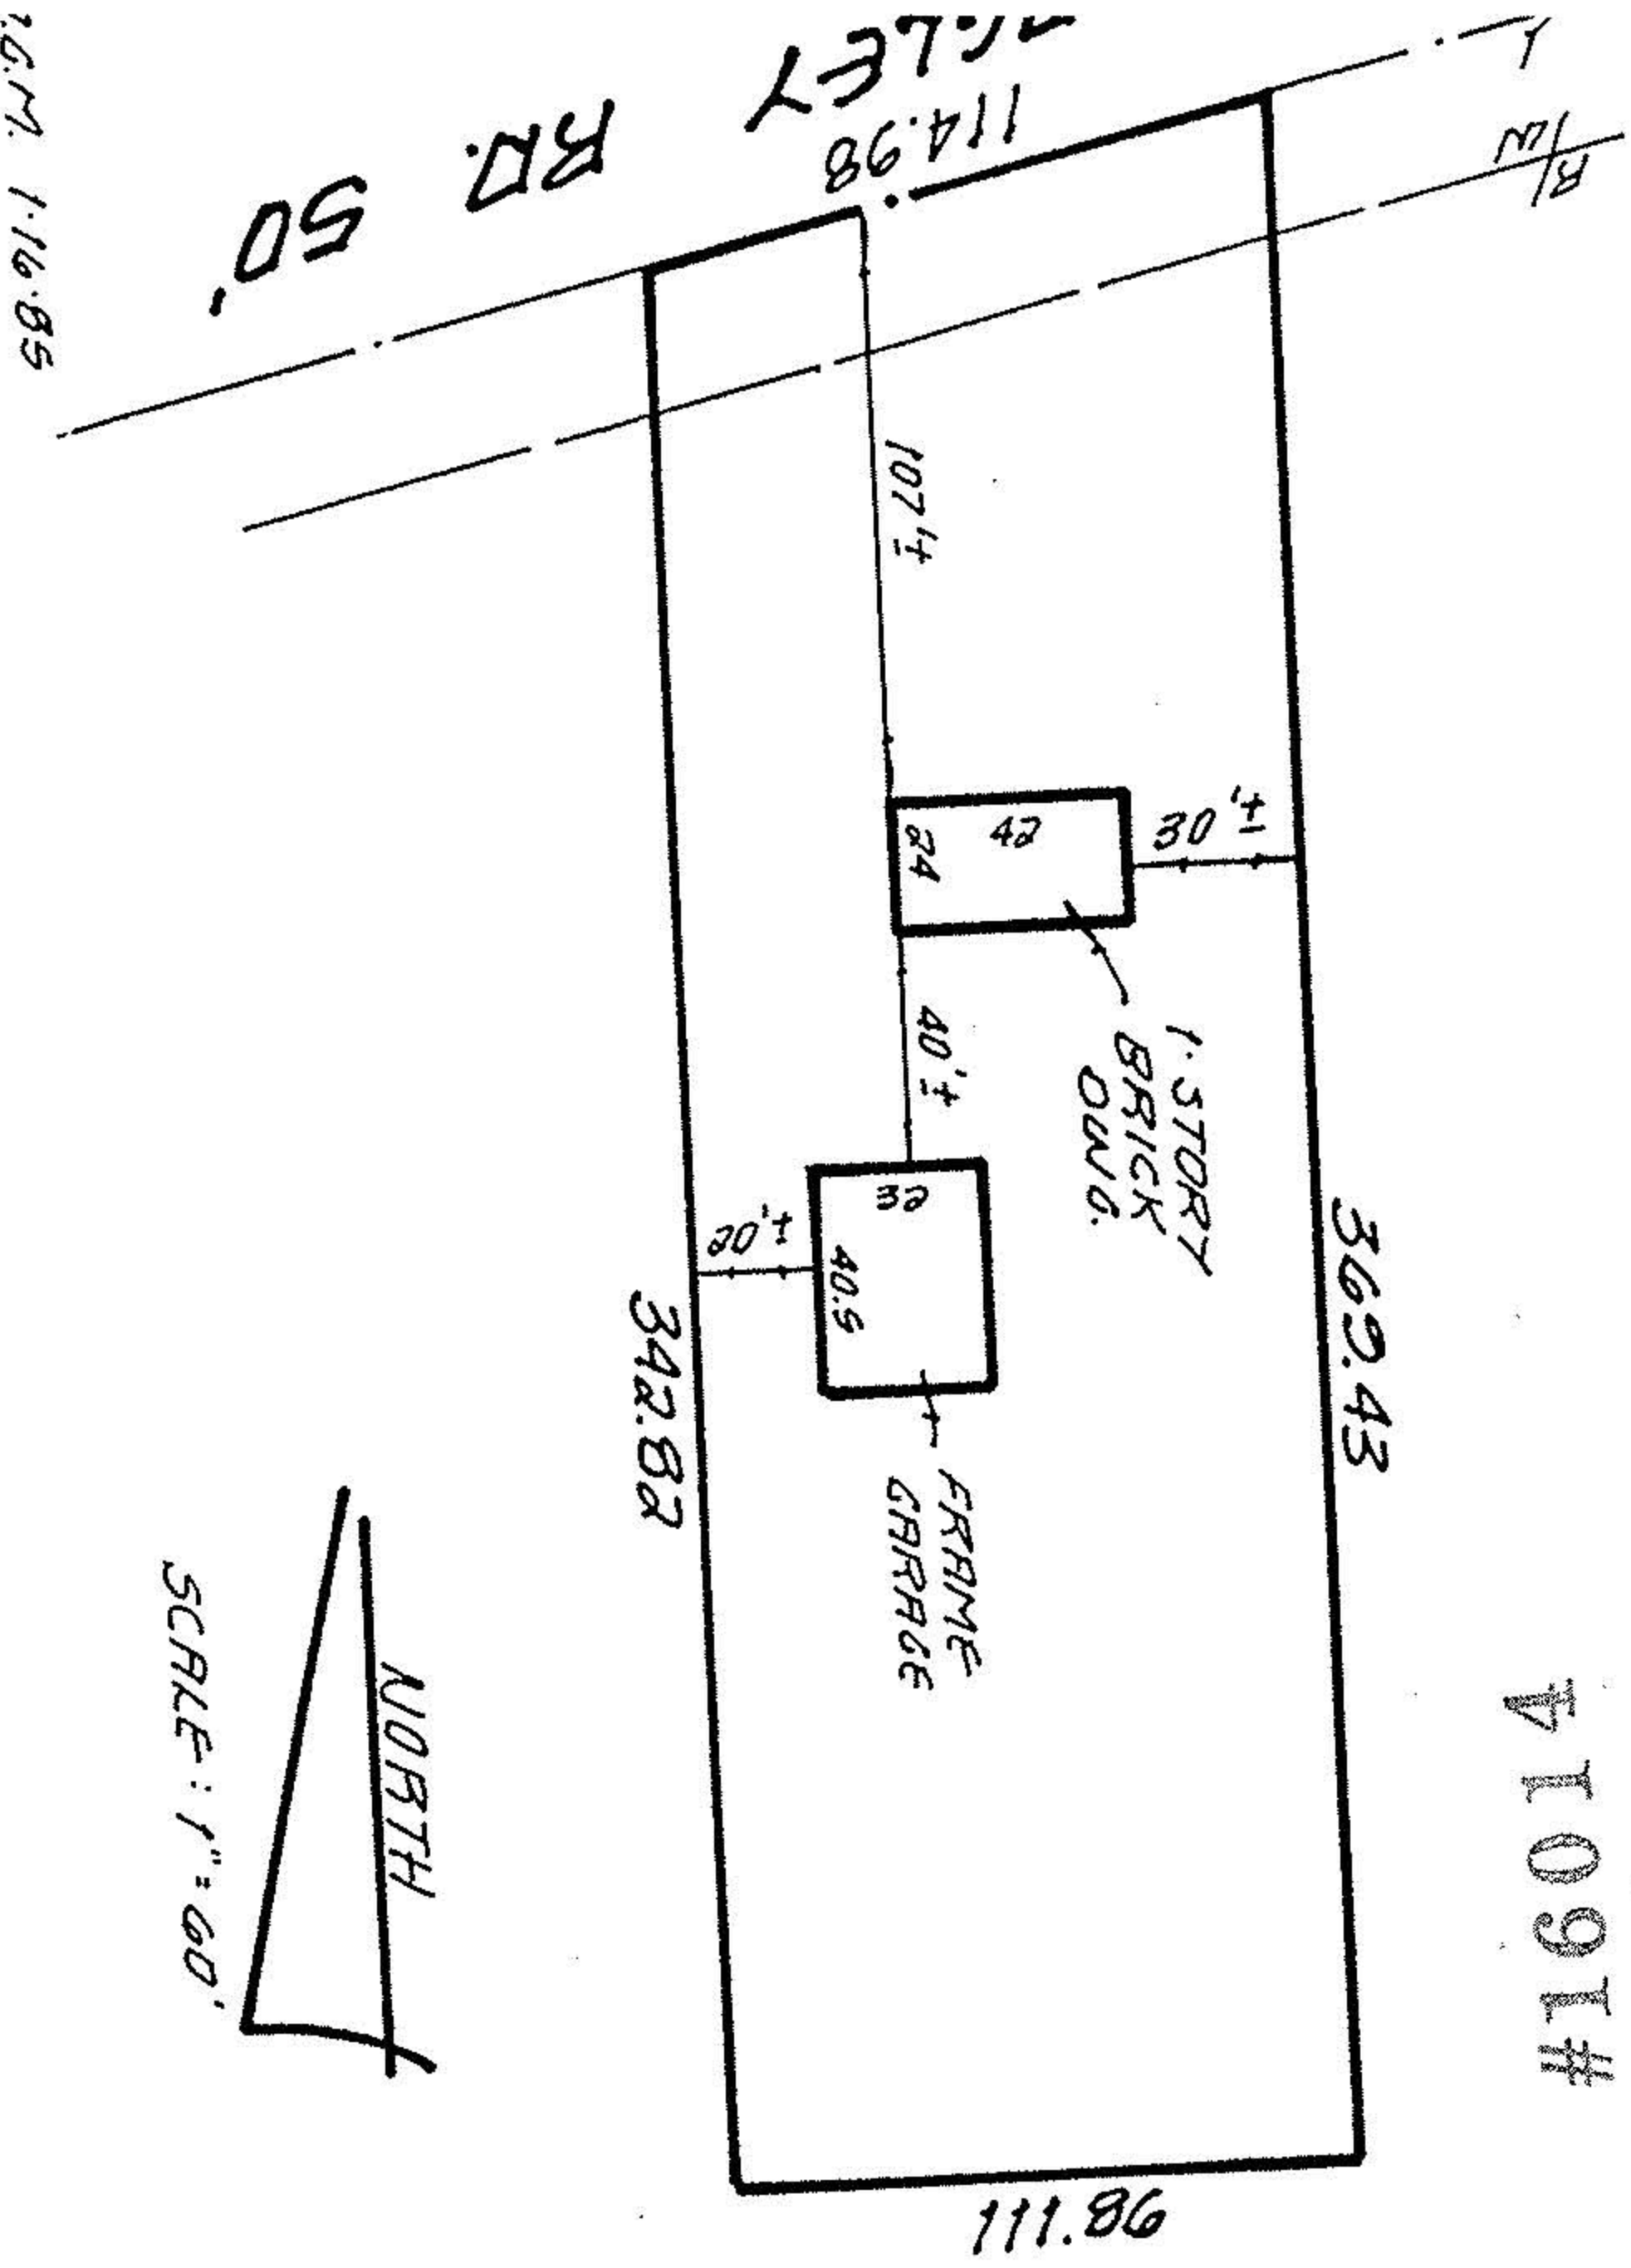 RD. 50'
114.98
R/W
107'±
42
24
30'±
1·STORY
BRICK
DWG.
40'±
32
40.5
20'±
FRAME
GARAGE
369.43
342.82
111.86
NORTH
SCALE: 1"=60'
1·16·85
#16014